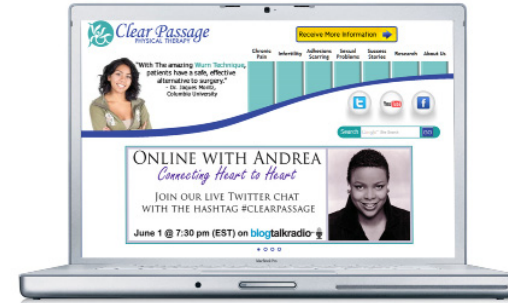 Clear Passage
PHYSICAL THERAPY
Receive More Information
Chronic Pain
Infertility
Adhesions Scarring
Sexual Problems
Success Stories
Research
About Us
"With The amazing Wurn Technique,
patients have a safe, effective
alternative to surgery."
- Dr. Jaques Moritz,
Columbia University
You Tube
Search
ONLINE WITH ANDREA
Connecting Heart to Heart
JOIN OUR LIVE TWITTER CHAT
WITH THE HASHTAG #CLEARPASSAGE
June 1 @ 7:30 pm (EST) on blogtalkradio